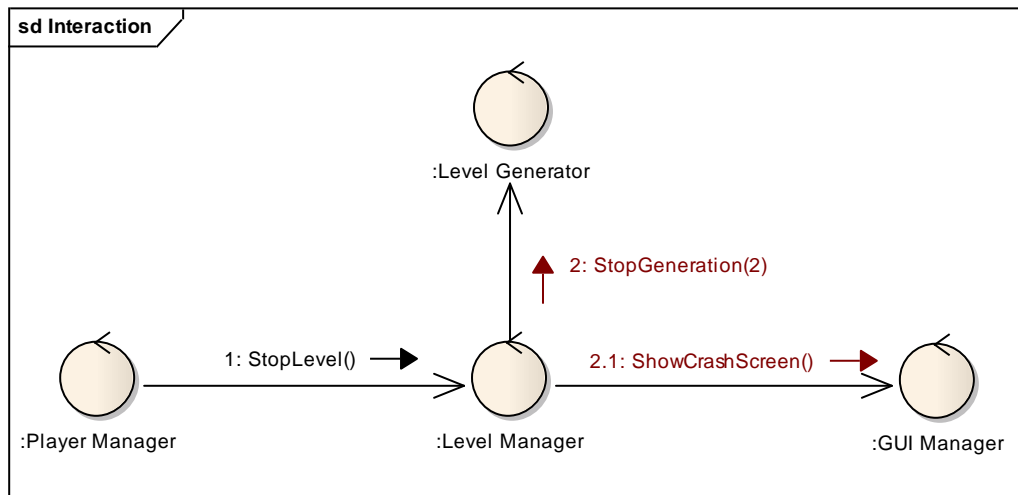 sd Interaction
:Level Generator
2: StopGeneration(2)
1: StopLevel()
2.1: ShowCrashScreen()
:Player Manager
:Level Manager
:GUI Manager